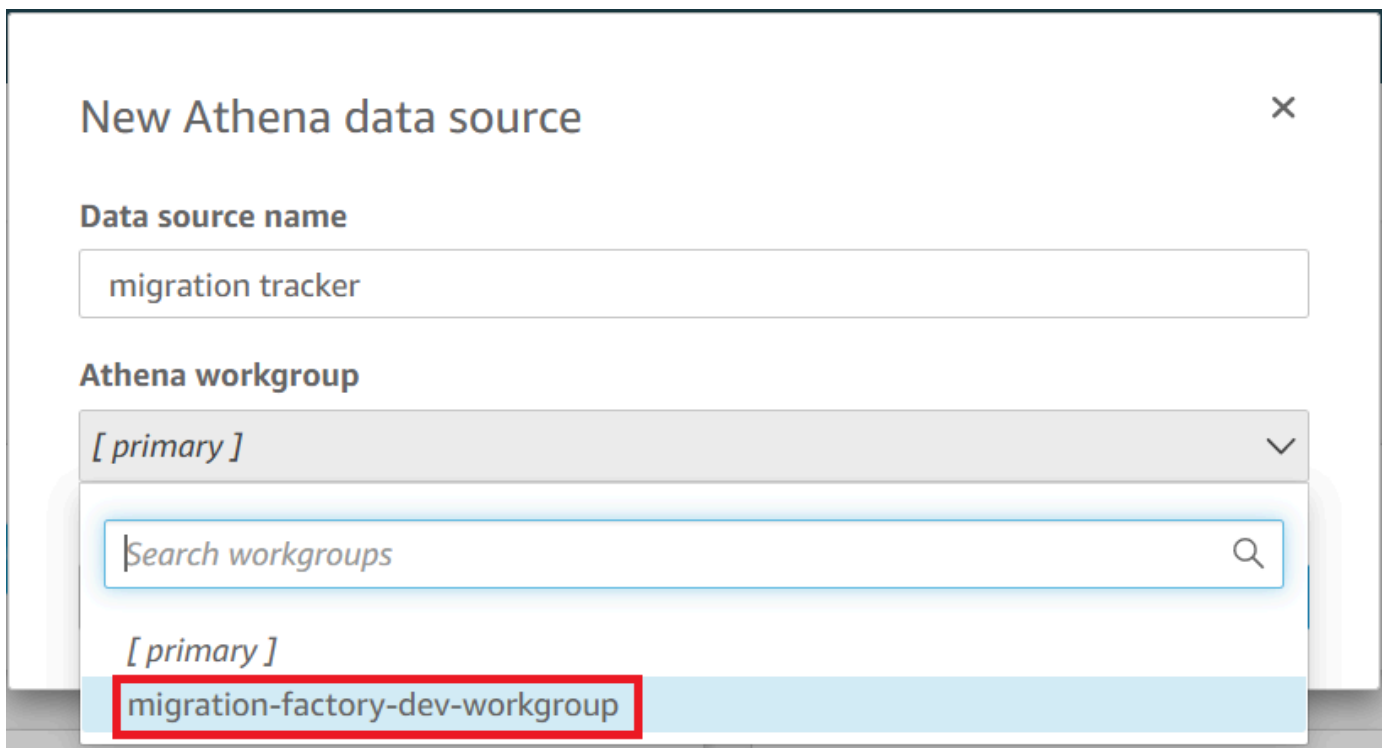 New Athena data source
Data source name
migration tracker
Athena workgroup
[ primary ]
Search workgroups
[ primary ]
migration-factory-dev-workgroup